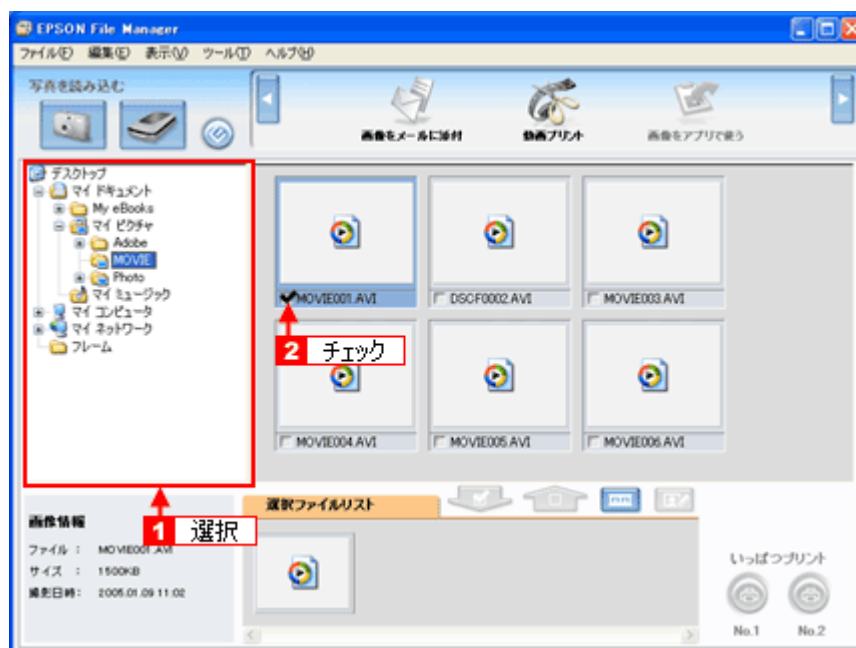 EPSON File Manager
ファイル(F) 編集(E) 表示(V) ツール(T) ヘルプ(H)
写真を読み込む
画像をメールに添付 動画プリント 画像をアプリで使う
デスクトップ
マイ ドキュメント
My eBooks
マイ ピクチャ
Adobe
MOVIE
Photo
マイ ミュージック
マイ コンピュータ
マイ ネットワーク
フレーム
MOVIE001.AVI DSCF0002.AVI MOVIE003.AVI
2 チェック
MOVIE004.AVI MOVIE005.AVI MOVIE006.AVI
1 選択
選択ファイルリスト
画像情報
ファイル : MOVIE001.AVI
サイズ : 1500KB
撮影日時: 2005.01.09 11:02
いっぱつプリント
No.1 No.2